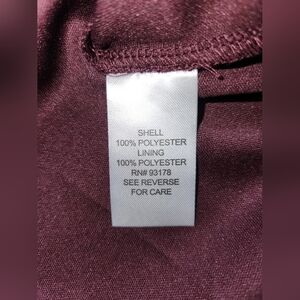 SHELL
100% POLYESTER
LINING
100% POLYESTER
RN# 93178
SEE REVERSE
FOR CARE